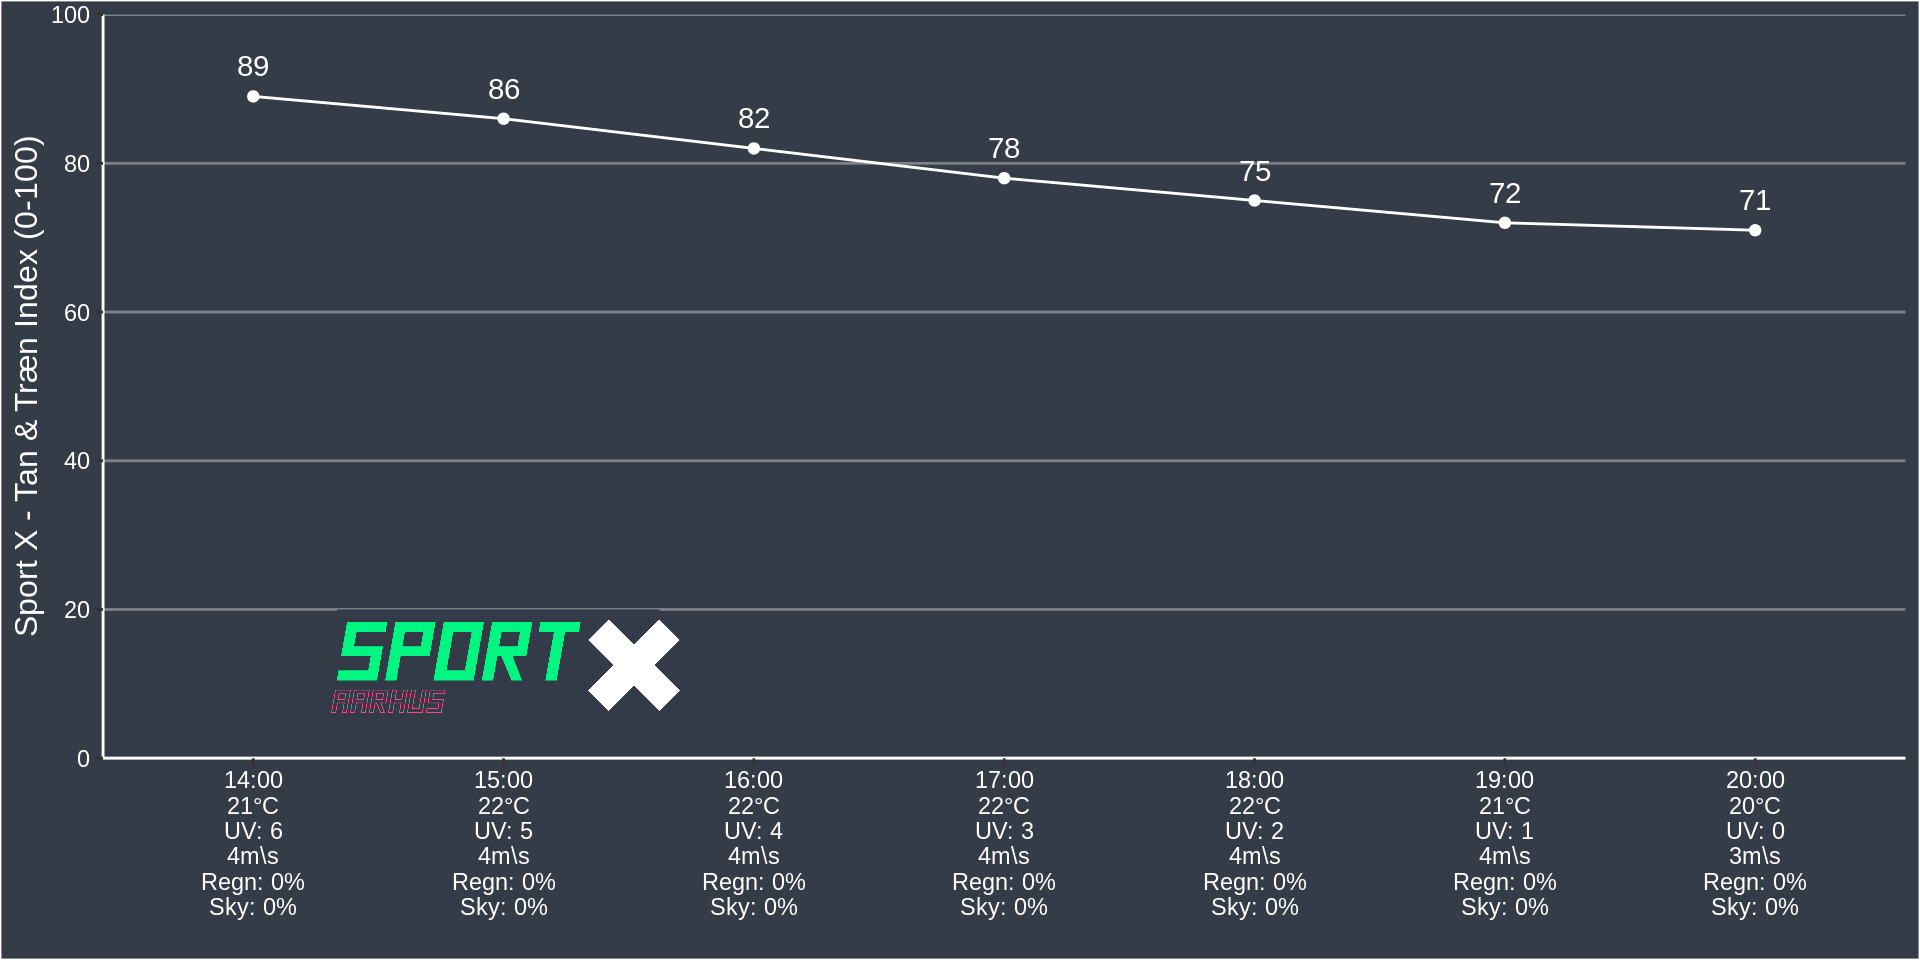 Sport X - Tan & Træn Index (0-100)
100
80
60
40
20
0
89
86
82
78
75
72
71
SPORT X
AARHUS
14:00 15:00 16:00 17:00 18:00 19:00 20:00
21°C 22°C 22°C 22°C 22°C 21°C 20°C
UV: 6 UV: 5 UV: 4 UV: 3 UV: 2 UV: 1 UV: 0
4m\s 4m\s 4m\s 4m\s 4m\s 4m\s 3m\s
Regn: 0% Regn: 0% Regn: 0% Regn: 0% Regn: 0% Regn: 0% Regn: 0%
Sky: 0% Sky: 0% Sky: 0% Sky: 0% Sky: 0% Sky: 0% Sky: 0%